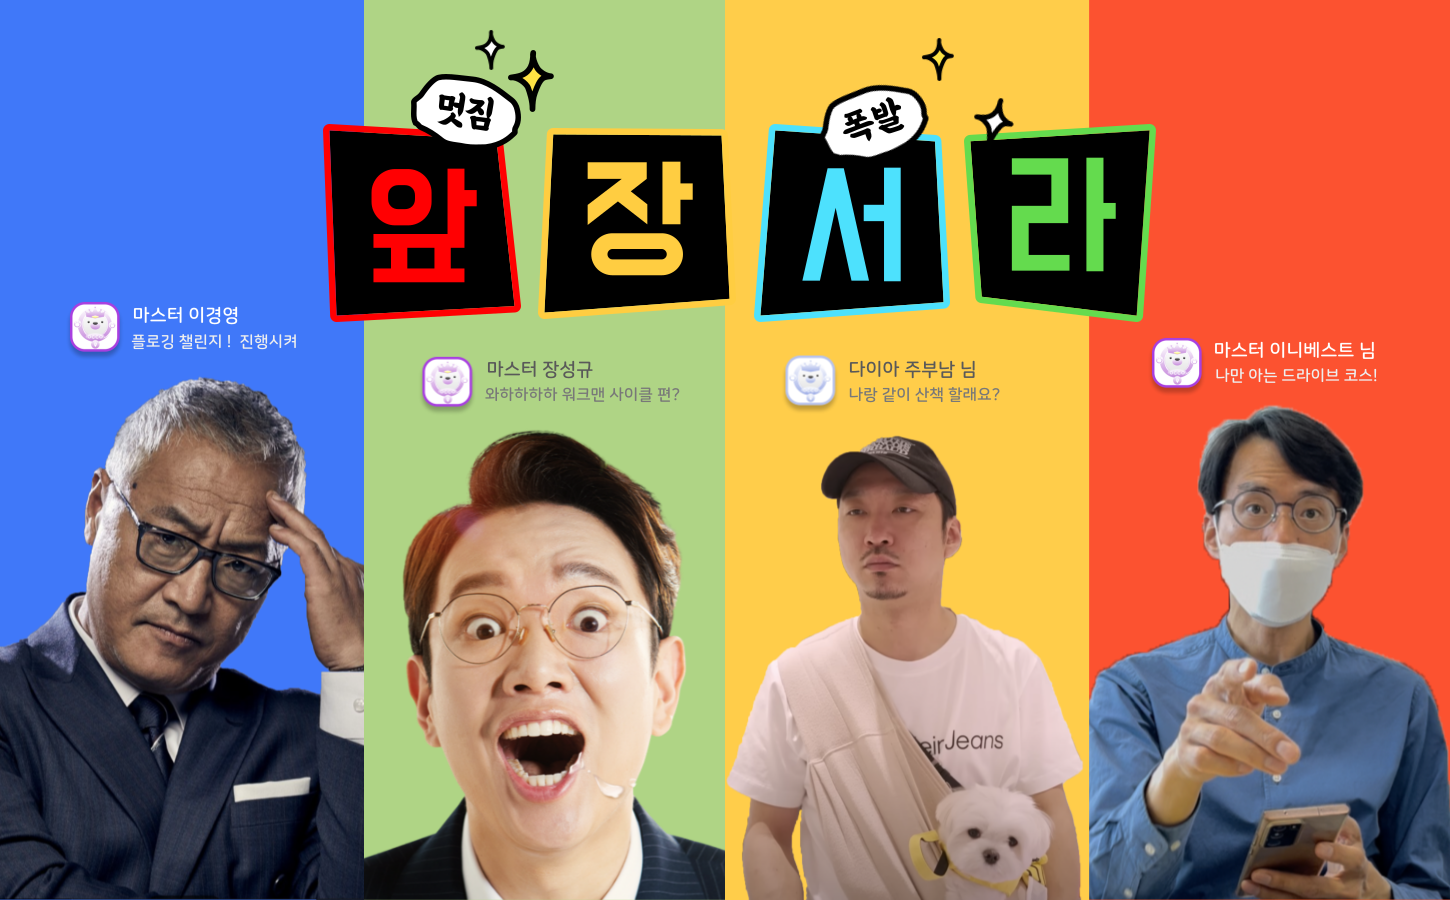 멋짐
폭발
앞장서라
마스터 이경영
플로깅 챌린지 ! 진행시켜
마스터 장성규
와하하하하 워크맨 사이클 편?
다이아 주부남 님
나랑 같이 산책 할래요?
마스터 이니베스트 님
나만 아는 드라이브 코스!
eirJeans